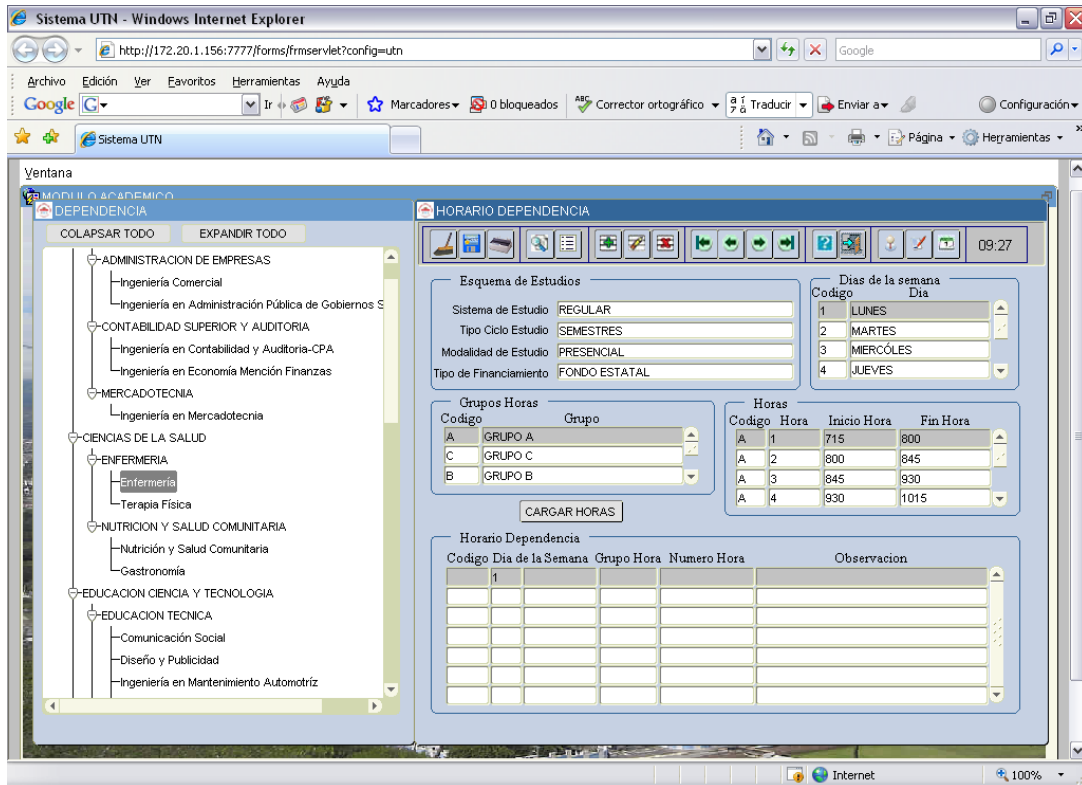 Sistema UTN - Windows Internet Explorer
http://172.20.1.156:7777/forms/frmservlet?config=utn
Google
Archivo Edición Ver Favoritos Herramientas Ayuda
Google G Ir Marcadores 0 bloqueados ABC Corrector ortográfico Traducir Enviar a Configuración
Sistema UTN Página Herramientas
Ventana
MODULO ACADEMICO
DEPENDENCIA
COLAPSAR TODO EXPANDIR TODO
ADMINISTRACION DE EMPRESAS
Ingeniería Comercial
Ingeniería en Administración Pública de Gobiernos S
CONTABILIDAD SUPERIOR Y AUDITORIA
Ingeniería en Contabilidad y Auditoria-CPA
Ingeniería en Economía Mención Finanzas
MERCADOTECNIA
Ingeniería en Mercadotecnia
CIENCIAS DE LA SALUD
ENFERMERIA
Enfermería
Terapia Física
NUTRICION Y SALUD COMUNITARIA
Nutrición y Salud Comunitaria
Gastronomía
EDUCACION CIENCIA Y TECNOLOGIA
EDUCACION TECNICA
Comunicación Social
Diseño y Publicidad
Ingeniería en Mantenimiento Automotríz
HORARIO DEPENDENCIA
09:27
Esquema de Estudios
Sistema de Estudio REGULAR
Tipo Ciclo Estudio SEMESTRES
Modalidad de Estudio PRESENCIAL
Tipo de Financiamiento FONDO ESTATAL
Dias de la semana
Codigo Dia
1 LUNES
2 MARTES
3 MIERCÓLES
4 JUEVES
Grupos Horas
Codigo Grupo
A GRUPO A
C GRUPO C
B GRUPO B
Horas
Codigo Hora Inicio Hora Fin Hora
A 1 715 800
A 2 800 845
A 3 845 930
A 4 930 1015
CARGAR HORAS
Horario Dependencia
Codigo Dia de la Semana Grupo Hora Numero Hora Observacion
1
Internet 100%